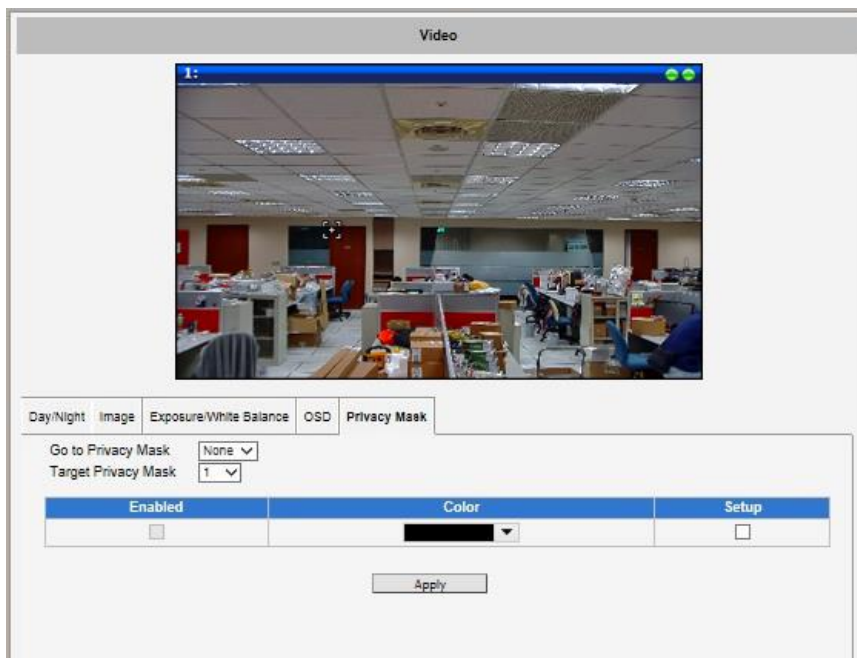 Video
1:
Day/Night Image Exposure/White Balance OSD Privacy Mask
Go to Privacy Mask None
Target Privacy Mask 1
Enabled Color Setup
Apply